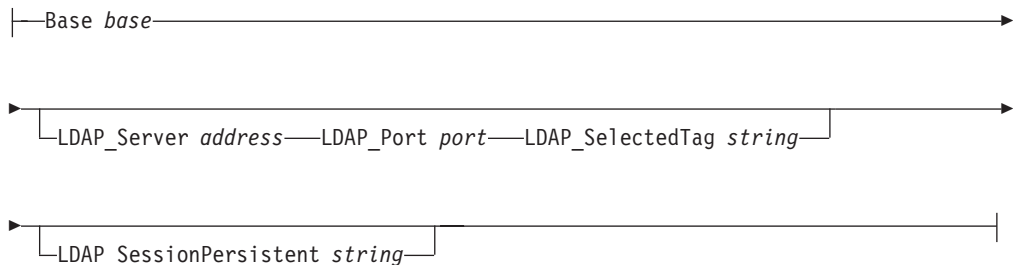 Base base
LDAP_Server address LDAP_Port port LDAP_SelectedTag string
LDAP SessionPersistent string